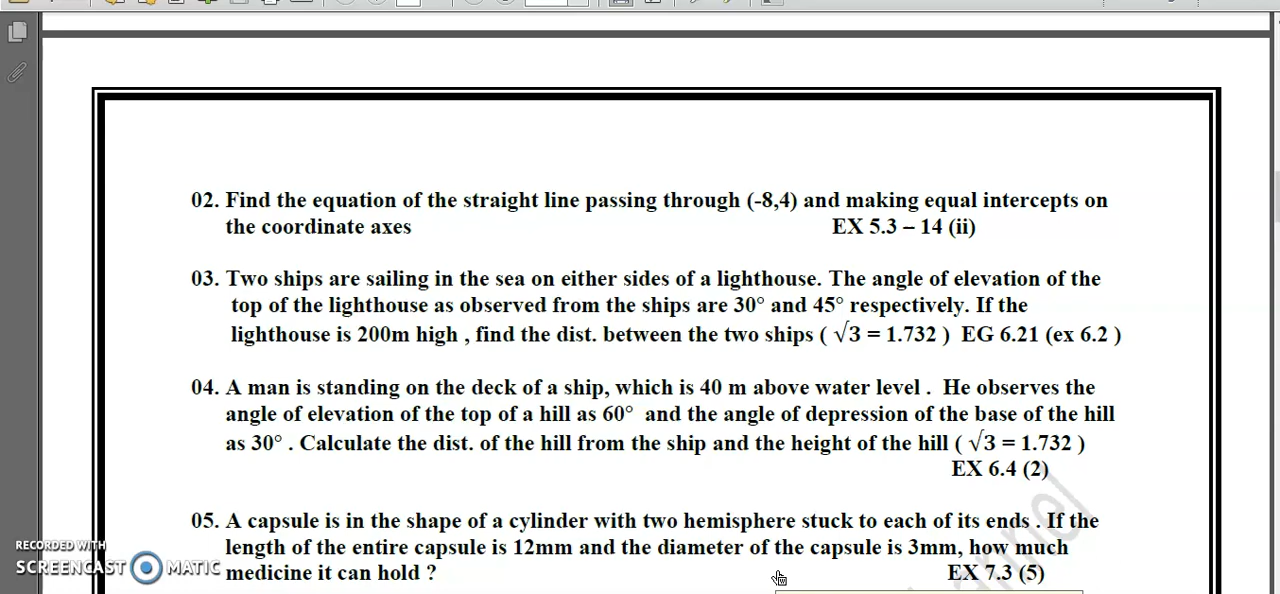 02. Find the equation of the straight line passing through (-8,4) and making equal intercepts on
the coordinate axes EX 5.3 – 14 (ii)
03. Two ships are sailing in the sea on either sides of a lighthouse. The angle of elevation of the
top of the lighthouse as observed from the ships are 30° and 45° respectively. If the
lighthouse is 200m high , find the dist. between the two ships ( √3 = 1.732 ) EG 6.21 (ex 6.2 )
04. A man is standing on the deck of a ship, which is 40 m above water level . He observes the
angle of elevation of the top of a hill as 60° and the angle of depression of the base of the hill
as 30° . Calculate the dist. of the hill from the ship and the height of the hill ( √3 = 1.732 )
EX 6.4 (2)
05. A capsule is in the shape of a cylinder with two hemisphere stuck to each of its ends . If the
length of the entire capsule is 12mm and the diameter of the capsule is 3mm, how much
medicine it can hold ? EX 7.3 (5)
RECORDED WITH
SCREENCAST MATIC